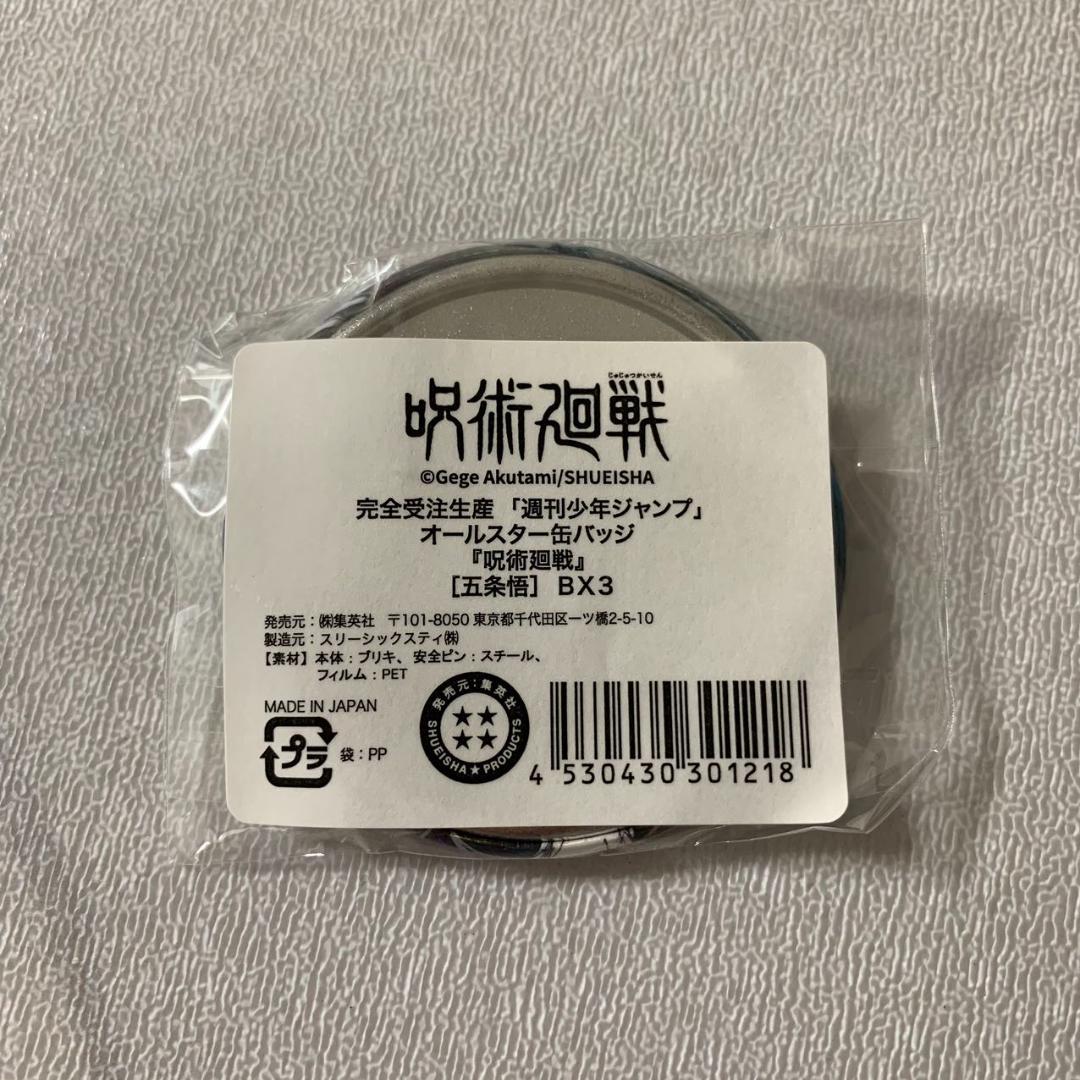 じゅじゅつかいせん
呪術廻戦
©Gege Akutami/SHUEISHA
完全受注生産 「週刊少年ジャンプ」
オールスター缶バッジ
『呪術廻戦』
［五条悟］ BX3
発売元：㈱集英社 〒101-8050 東京都千代田区一ツ橋2-5-10
製造元：スリーシックスティ㈱
【素材】本体：ブリキ、安全ピン：スチール、
フィルム：PET
MADE IN JAPAN
プラ 袋：PP
発売元：集英社
SHUEISHA★PRODUCTS
4 530430 301218